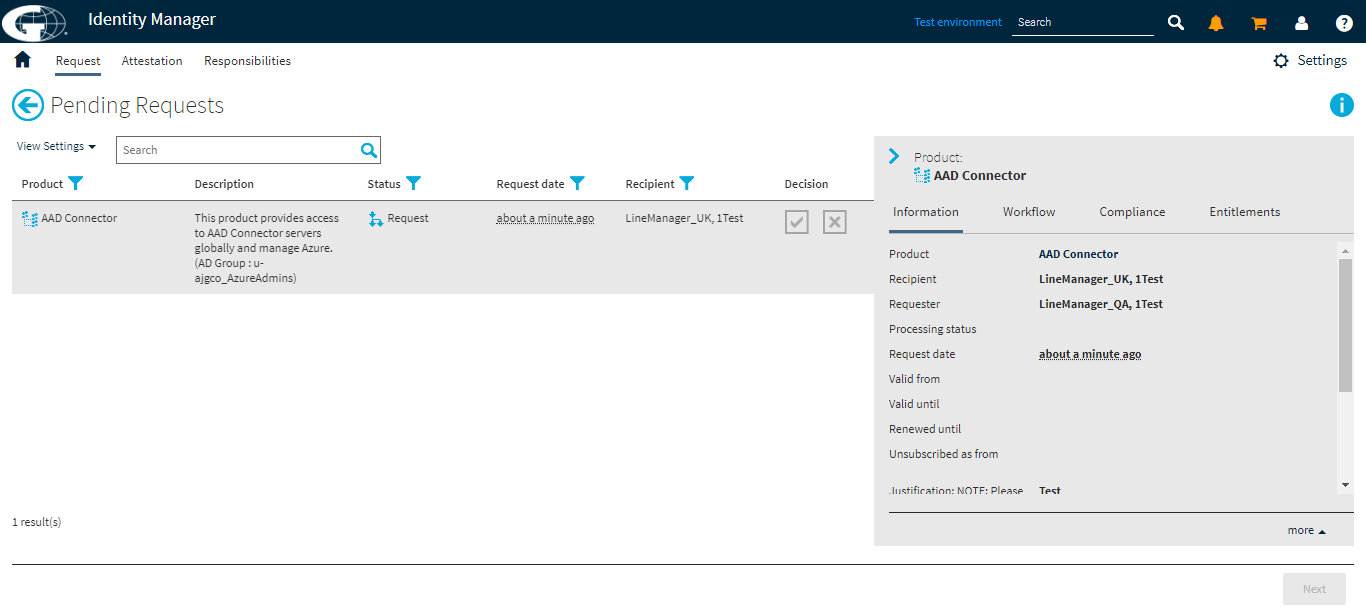 Identity Manager
Test environment
Search
Request Attestation Responsibilities
Settings
Pending Requests
View Settings
Search
Product Description Status Request date Recipient Decision
AAD Connector
This product provides access
to AAD Connector servers
globally and manage Azure.
(AD Group : u-
ajgco_AzureAdmins)
Request
about a minute ago
LineManager_UK, 1Test
1 result(s)
Product:
AAD Connector
Information Workflow Compliance Entitlements
Product AAD Connector
Recipient LineManager_UK, 1Test
Requester LineManager_QA, 1Test
Processing status
Request date about a minute ago
Valid from
Valid until
Renewed until
Unsubscribed as from
Justification: NOTE: Please Test
more
Next